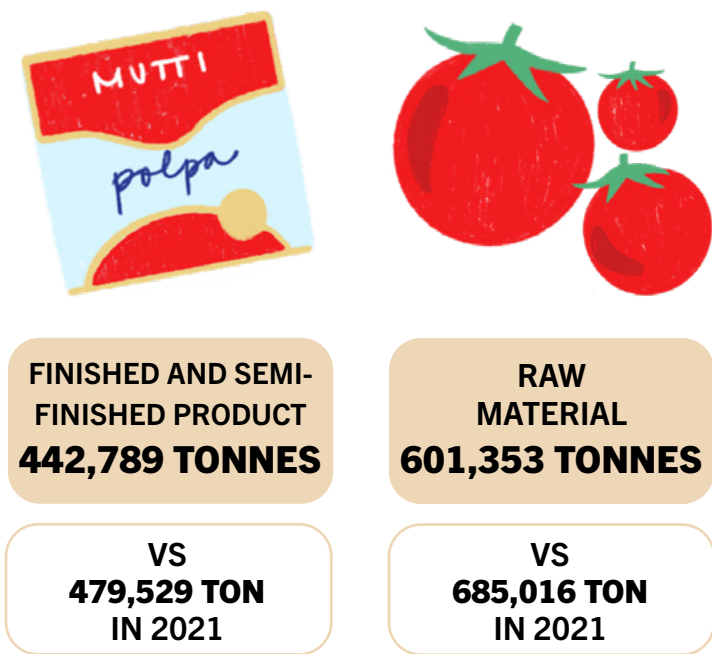 MUTTI
polpa
FINISHED AND SEMI-
FINISHED PRODUCT
442,789 TONNES
VS
479,529 TON
IN 2021
RAW
MATERIAL
601,353 TONNES
VS
685,016 TON
IN 2021